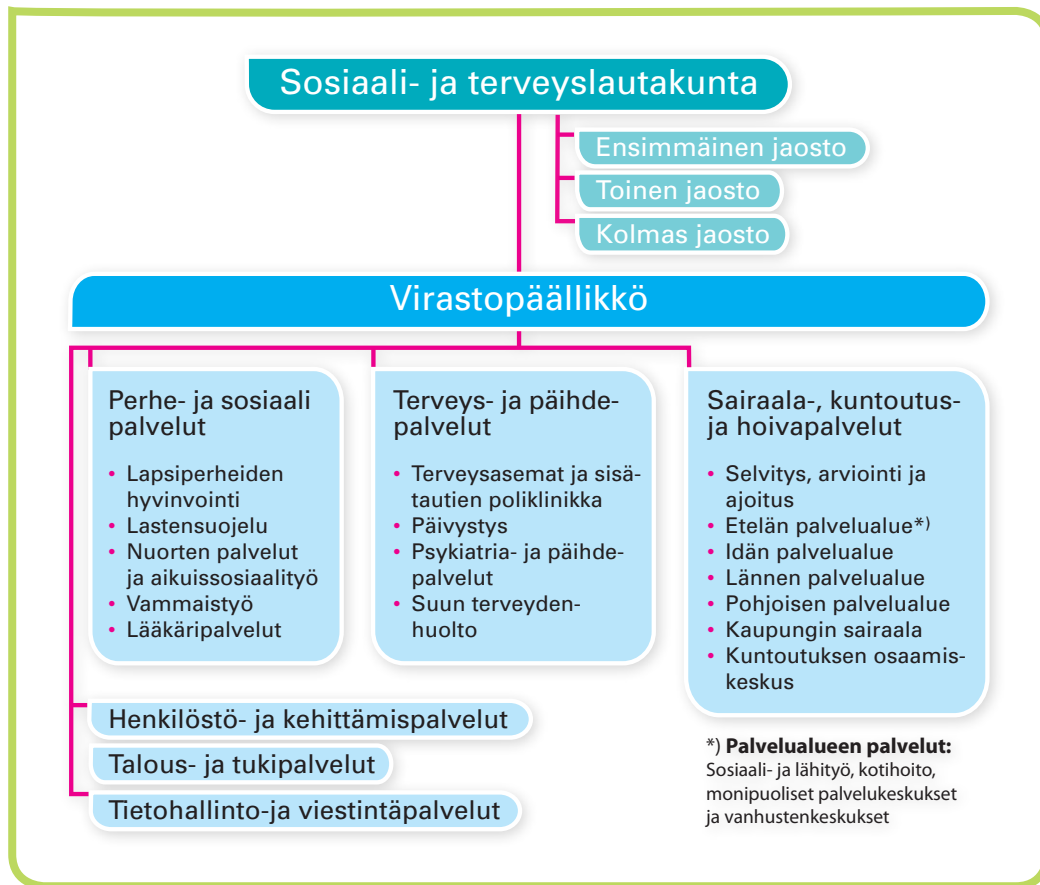 Sosiaali- ja terveyslautakunta
Ensimmäinen jaosto
Toinen jaosto
Kolmas jaosto
Virastopäällikkö
Perhe- ja sosiaali
palvelut
• Lapsiperheiden
hyvinvointi
• Lastensuojelu
• Nuorten palvelut
ja aikuissosiaalityö
• Vammaistyö
• Lääkäripalvelut
Terveys- ja päihde-
palvelut
• Terveysasemat ja sisä-
tautien poliklinikka
• Päivystys
• Psykiatria- ja päihde-
palvelut
• Suun terveyden-
huolto
Sairaala-, kuntoutus-
ja hoivapalvelut
• Selvitys, arviointi ja
ajoitus
• Etelän palvelualue*)
• Idän palvelualue
• Lännen palvelualue
• Pohjoisen palvelualue
• Kaupungin sairaala
• Kuntoutuksen osaamis-
keskus
Henkilöstö- ja kehittämispalvelut
Talous- ja tukipalvelut
Tietohallinto-ja viestintäpalvelut
*) Palvelualueen palvelut:
Sosiaali- ja lähityö, kotihoito,
monipuoliset palvelukeskukset
ja vanhustenkeskukset